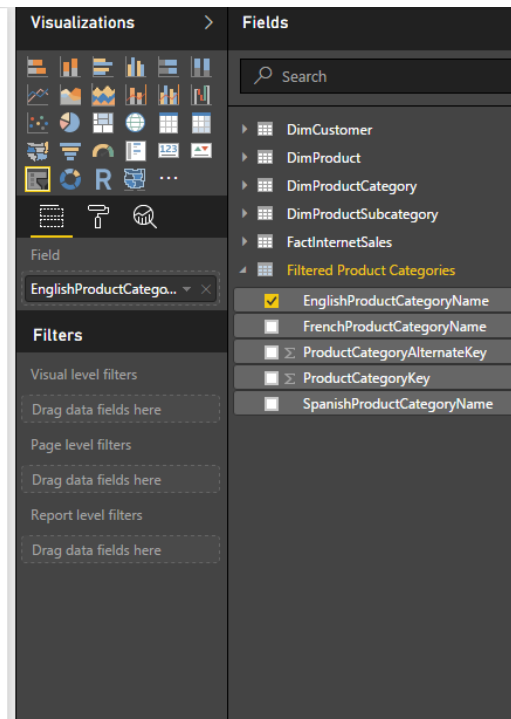 Visualizations >
Search
123
R
...
Field
EnglishProductCatego...
Filters
Visual level filters
Drag data fields here
Page level filters
Drag data fields here
Report level filters
Drag data fields here
Fields
DimCustomer
DimProduct
DimProductCategory
DimProductSubcategory
FactInternetSales
Filtered Product Categories
EnglishProductCategoryName
FrenchProductCategoryName
Σ ProductCategoryAlternateKey
Σ ProductCategoryKey
SpanishProductCategoryName